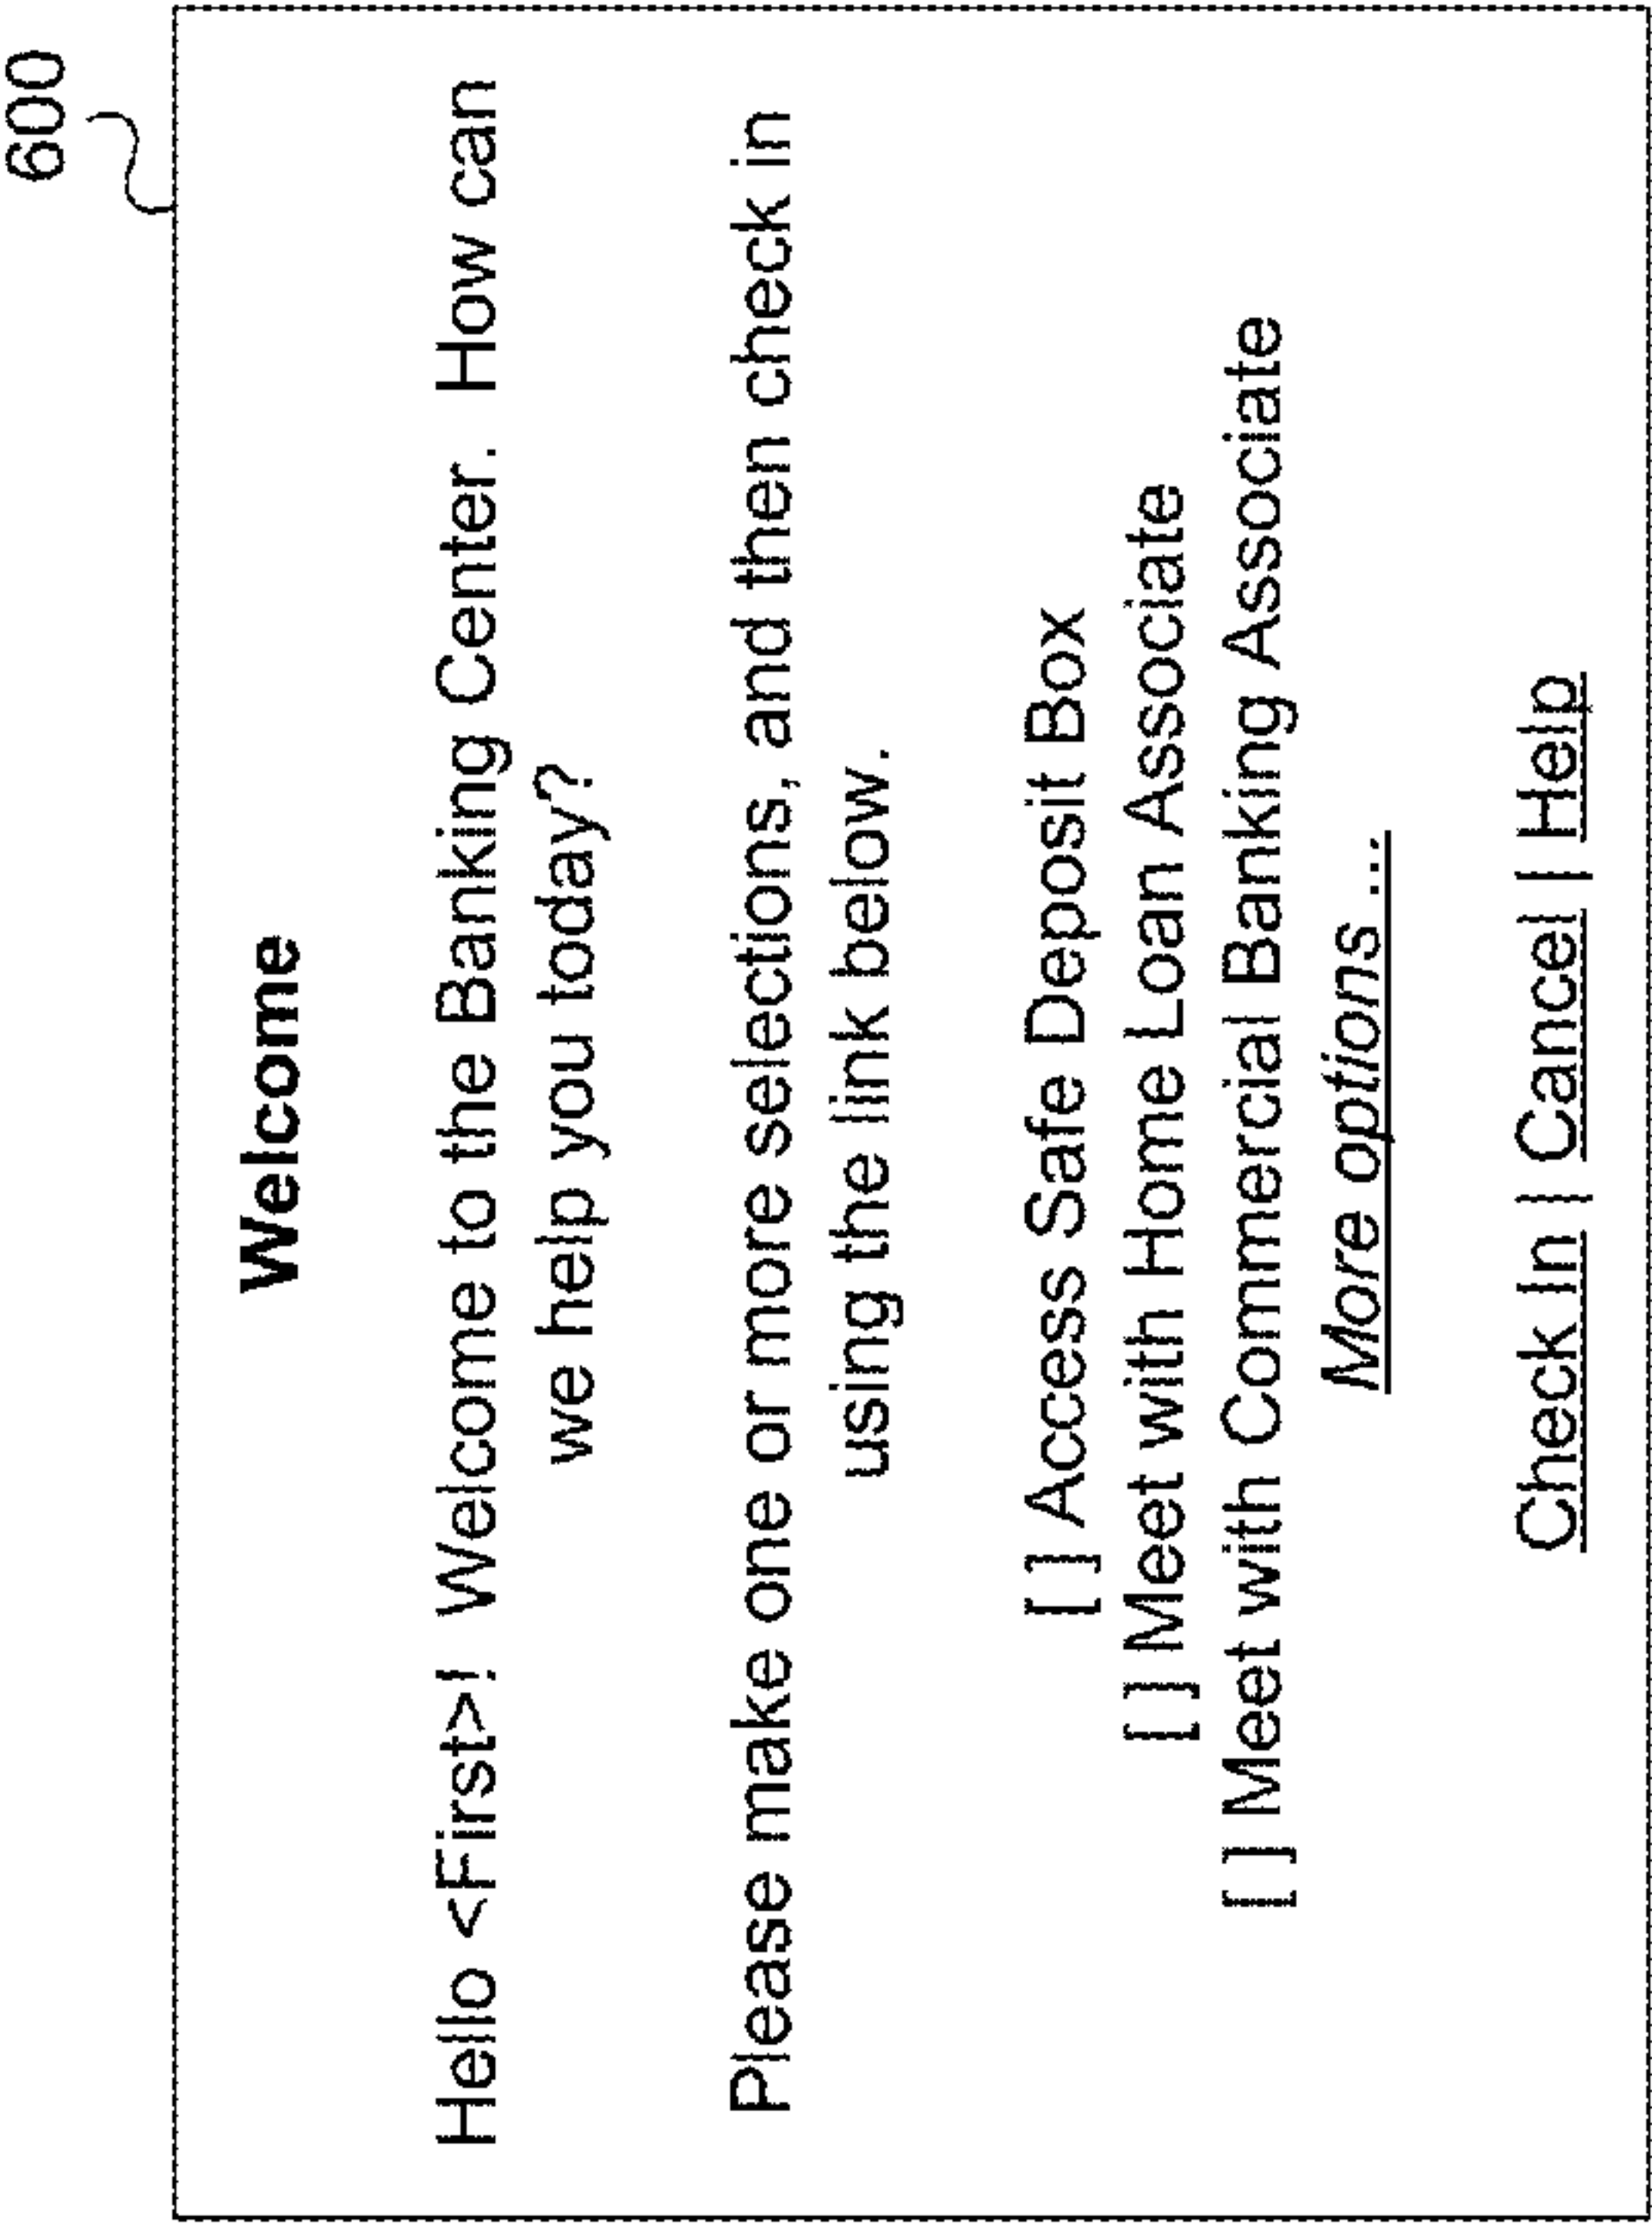 600
Welcome
Hello <First>! Welcome to the Banking Center. How can
we help you today?
Please make one or more selections, and then check in
using the link below.
[ ] Access Safe Deposit Box
[ ] Meet with Home Loan Associate
[ ] Meet with Commercial Banking Associate
More options ...
Check In | Cancel | Help